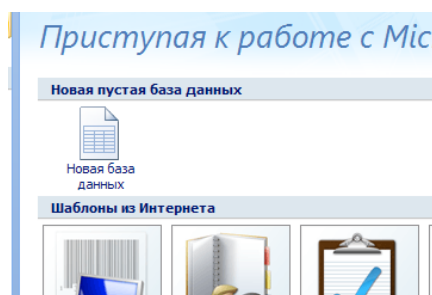 Приступая к работе с Mic
Новая пустая база данных
Новая база
данных
Шаблоны из Интернета